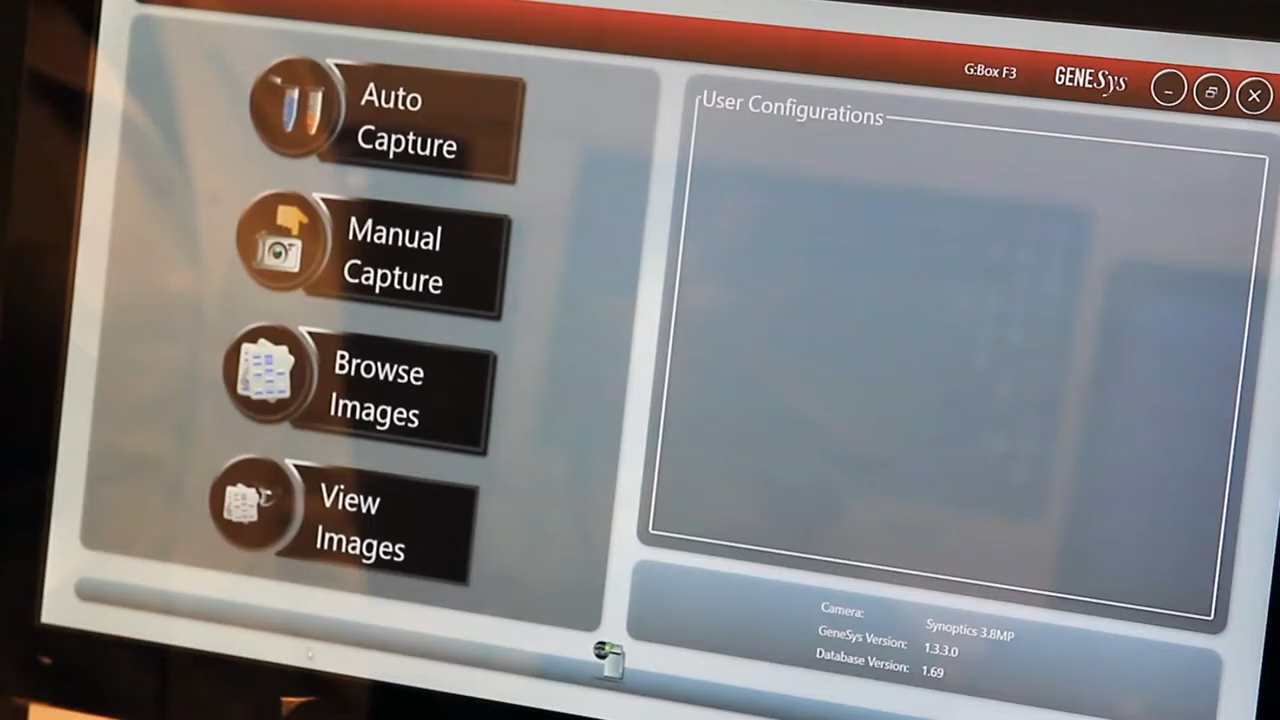 G:Box F3
GENESys
Auto
Capture
Manual
Capture
Browse
Images
View
Images
User Configurations
Camera: Synoptics 3.8MP
GeneSys Version: 1.3.3.0
Database Version: 1.69